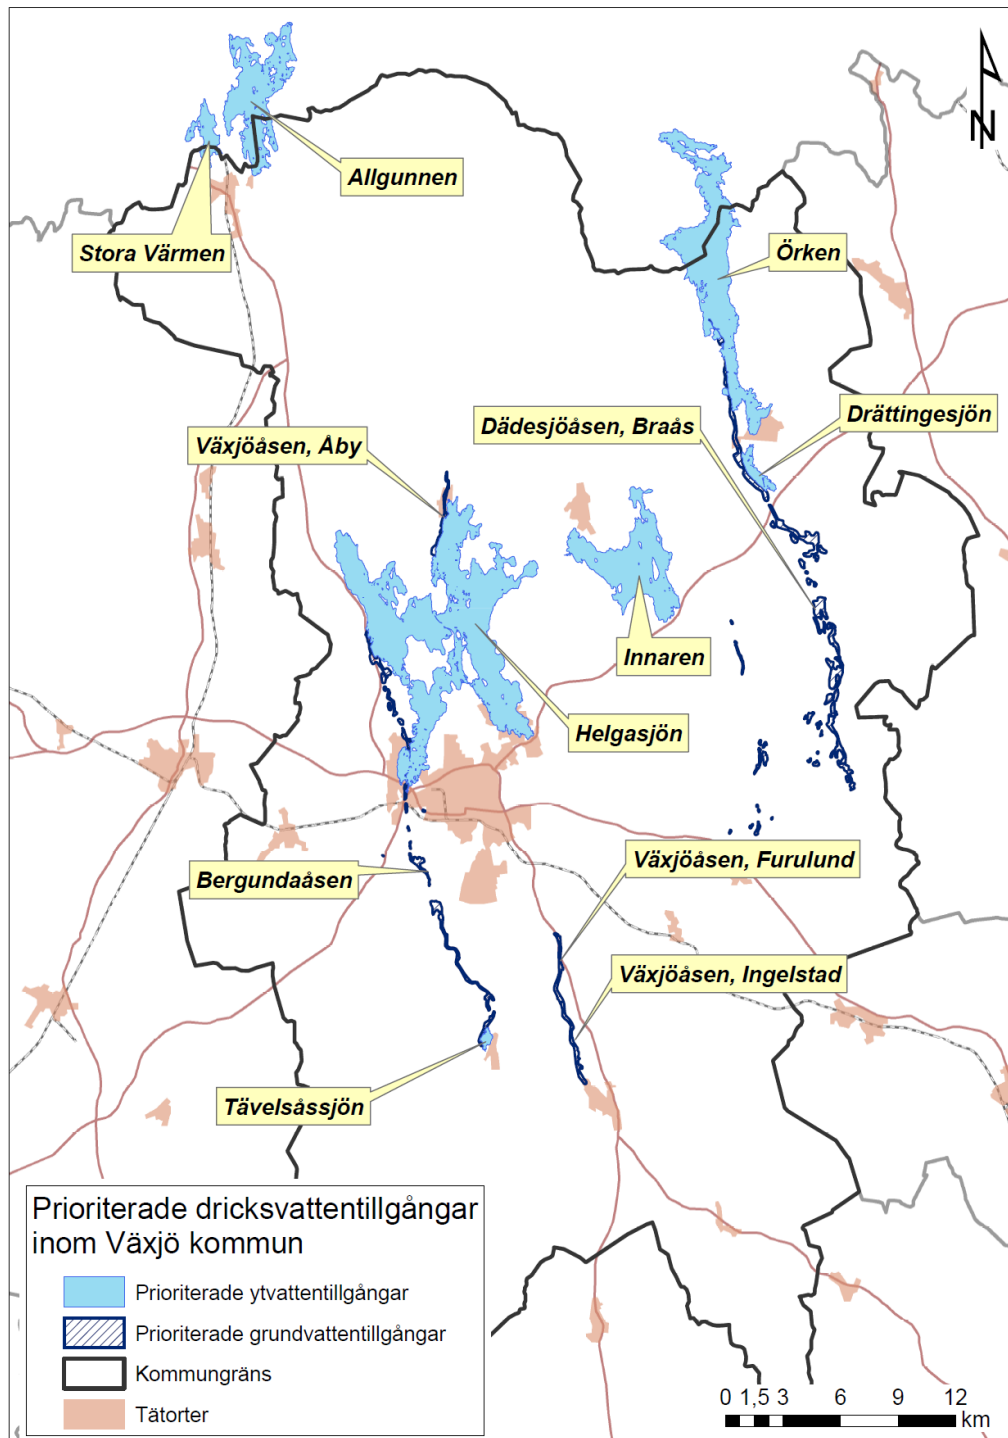 N
Allgunnen
Stora Värmen
Örken
Drättingesjön
Dädesjöåsen, Braås
Växjöåsen, Åby
Innaren
Helgasjön
Bergundaåsen
Växjöåsen, Furulund
Växjöåsen, Ingelstad
Tävelsåssjön
Prioriterade dricksvattentillgångar
inom Växjö kommun
Prioriterade ytvattentillgångar
Prioriterade grundvattentillgångar
Kommungräns
Tätorter
0 1,5 3 6 9 12
km